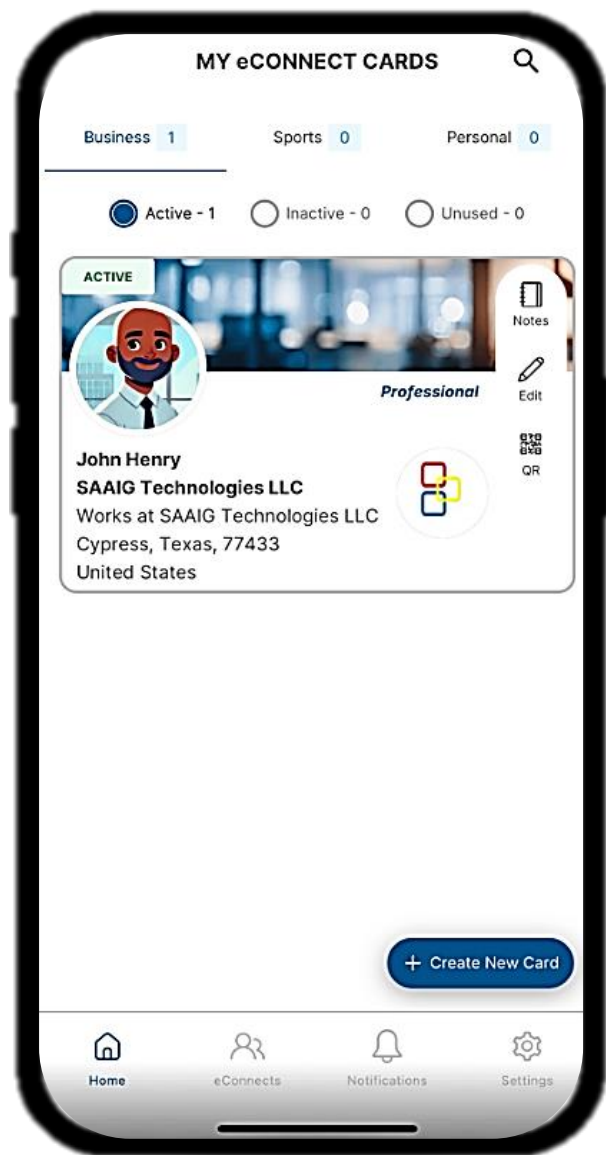 MY eCONNECT CARDS
Business 1 Sports 0 Personal 0
Active - 1 Inactive - 0 Unused - 0
ACTIVE
Notes
Professional
Edit
QR
John Henry
SAAIG Technologies LLC
Works at SAAIG Technologies LLC
Cypress, Texas, 77433
United States
+ Create New Card
Home eConnects Notifications Settings